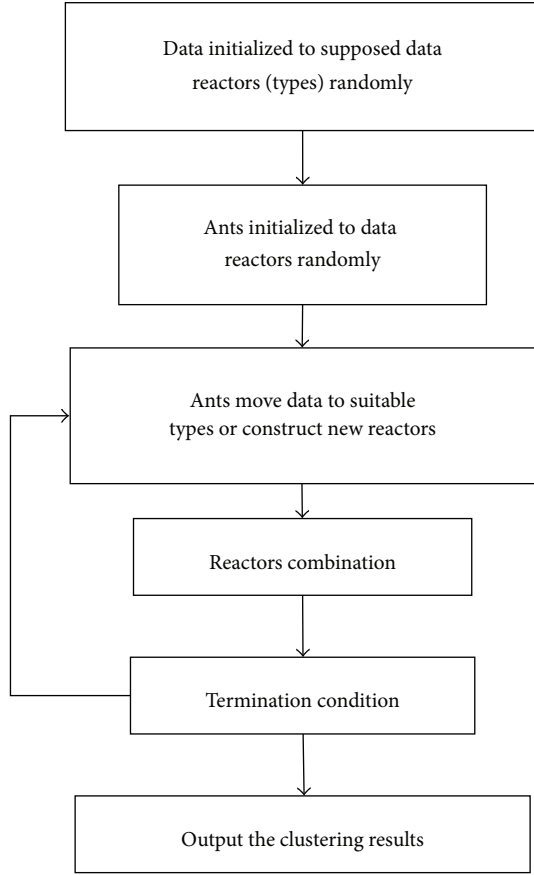 Data initialized to supposed data
reactors (types) randomly
Ants initialized to data
reactors randomly
Ants move data to suitable
types or construct new reactors
Reactors combination
Termination condition
Output the clustering results